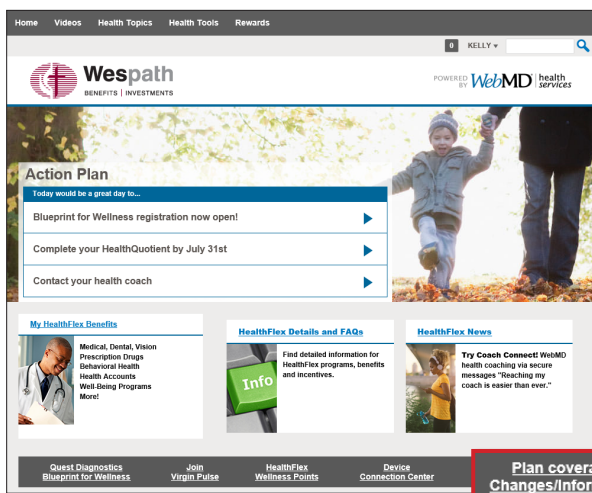 Home Videos Health Topics Health Tools Rewards
0 KELLY
Wespath
BENEFITS | INVESTMENTS
POWERED BY WebMD health services
Action Plan
Today would be a great day to...
Blueprint for Wellness registration now open!
Complete your HealthQuotient by July 31st
Contact your health coach
My HealthFlex Benefits
Medical, Dental, Vision
Prescription Drugs
Behavioral Health
Health Accounts
Well-Being Programs
More!
HealthFlex Details and FAQs
Info
Find detailed information for
HealthFlex programs, benefits
and incentives.
HealthFlex News
Try Coach Connect! WebMD
health coaching via secure
messages "Reaching my
coach is easier than ever."
Quest Diagnostics
Blueprint for Wellness
Join
Virgin Pulse
HealthFlex
Wellness Points
Device
Connection Center
Plan